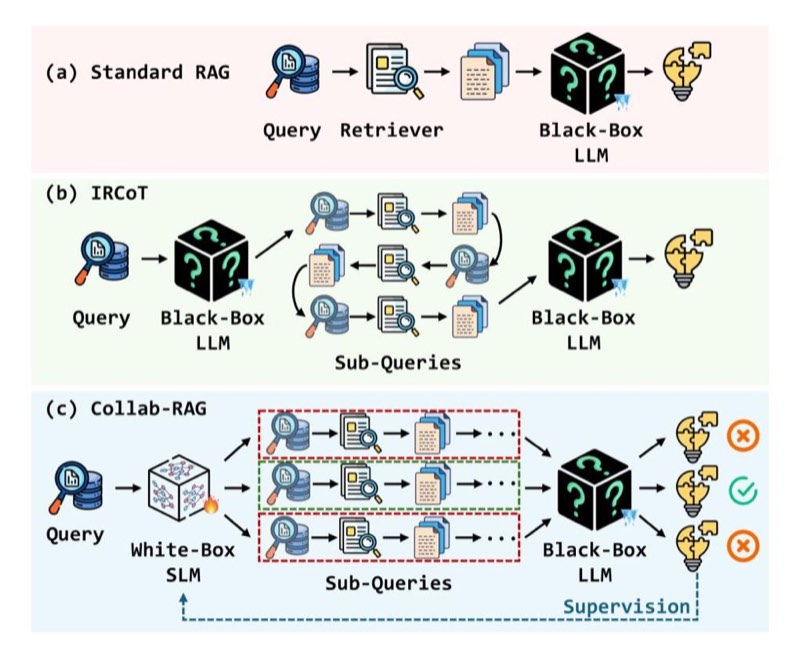 (a) Standard RAG
Query Retriever
Black-Box
LLM
(b) IRCoT
Query
Black-Box
LLM
Sub-Queries
Black-Box
LLM
(c) Collab-RAG
Query
White-Box
SLM
Sub-Queries
Black-Box
LLM
Supervision